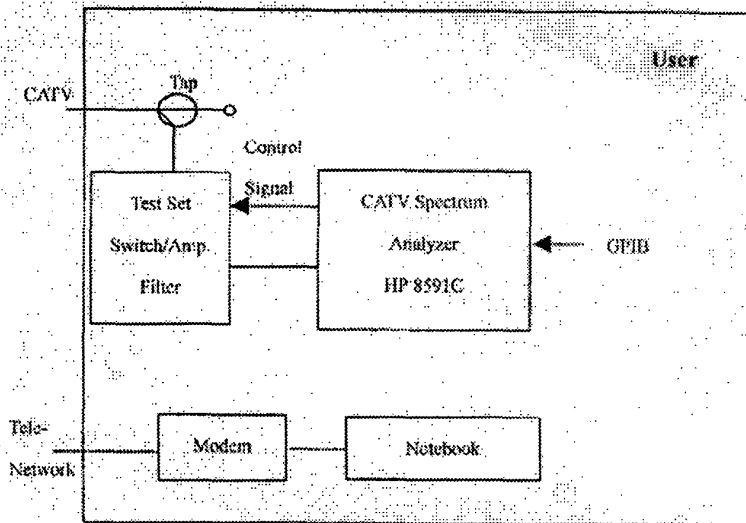 User
Tap
CATV
Control
Signal
Test Set
Switch/Amp.
Filter
CATV Spectrum
Analyzer
HP 8591C
GPIB
Tele-
Network
Modem
Notebook